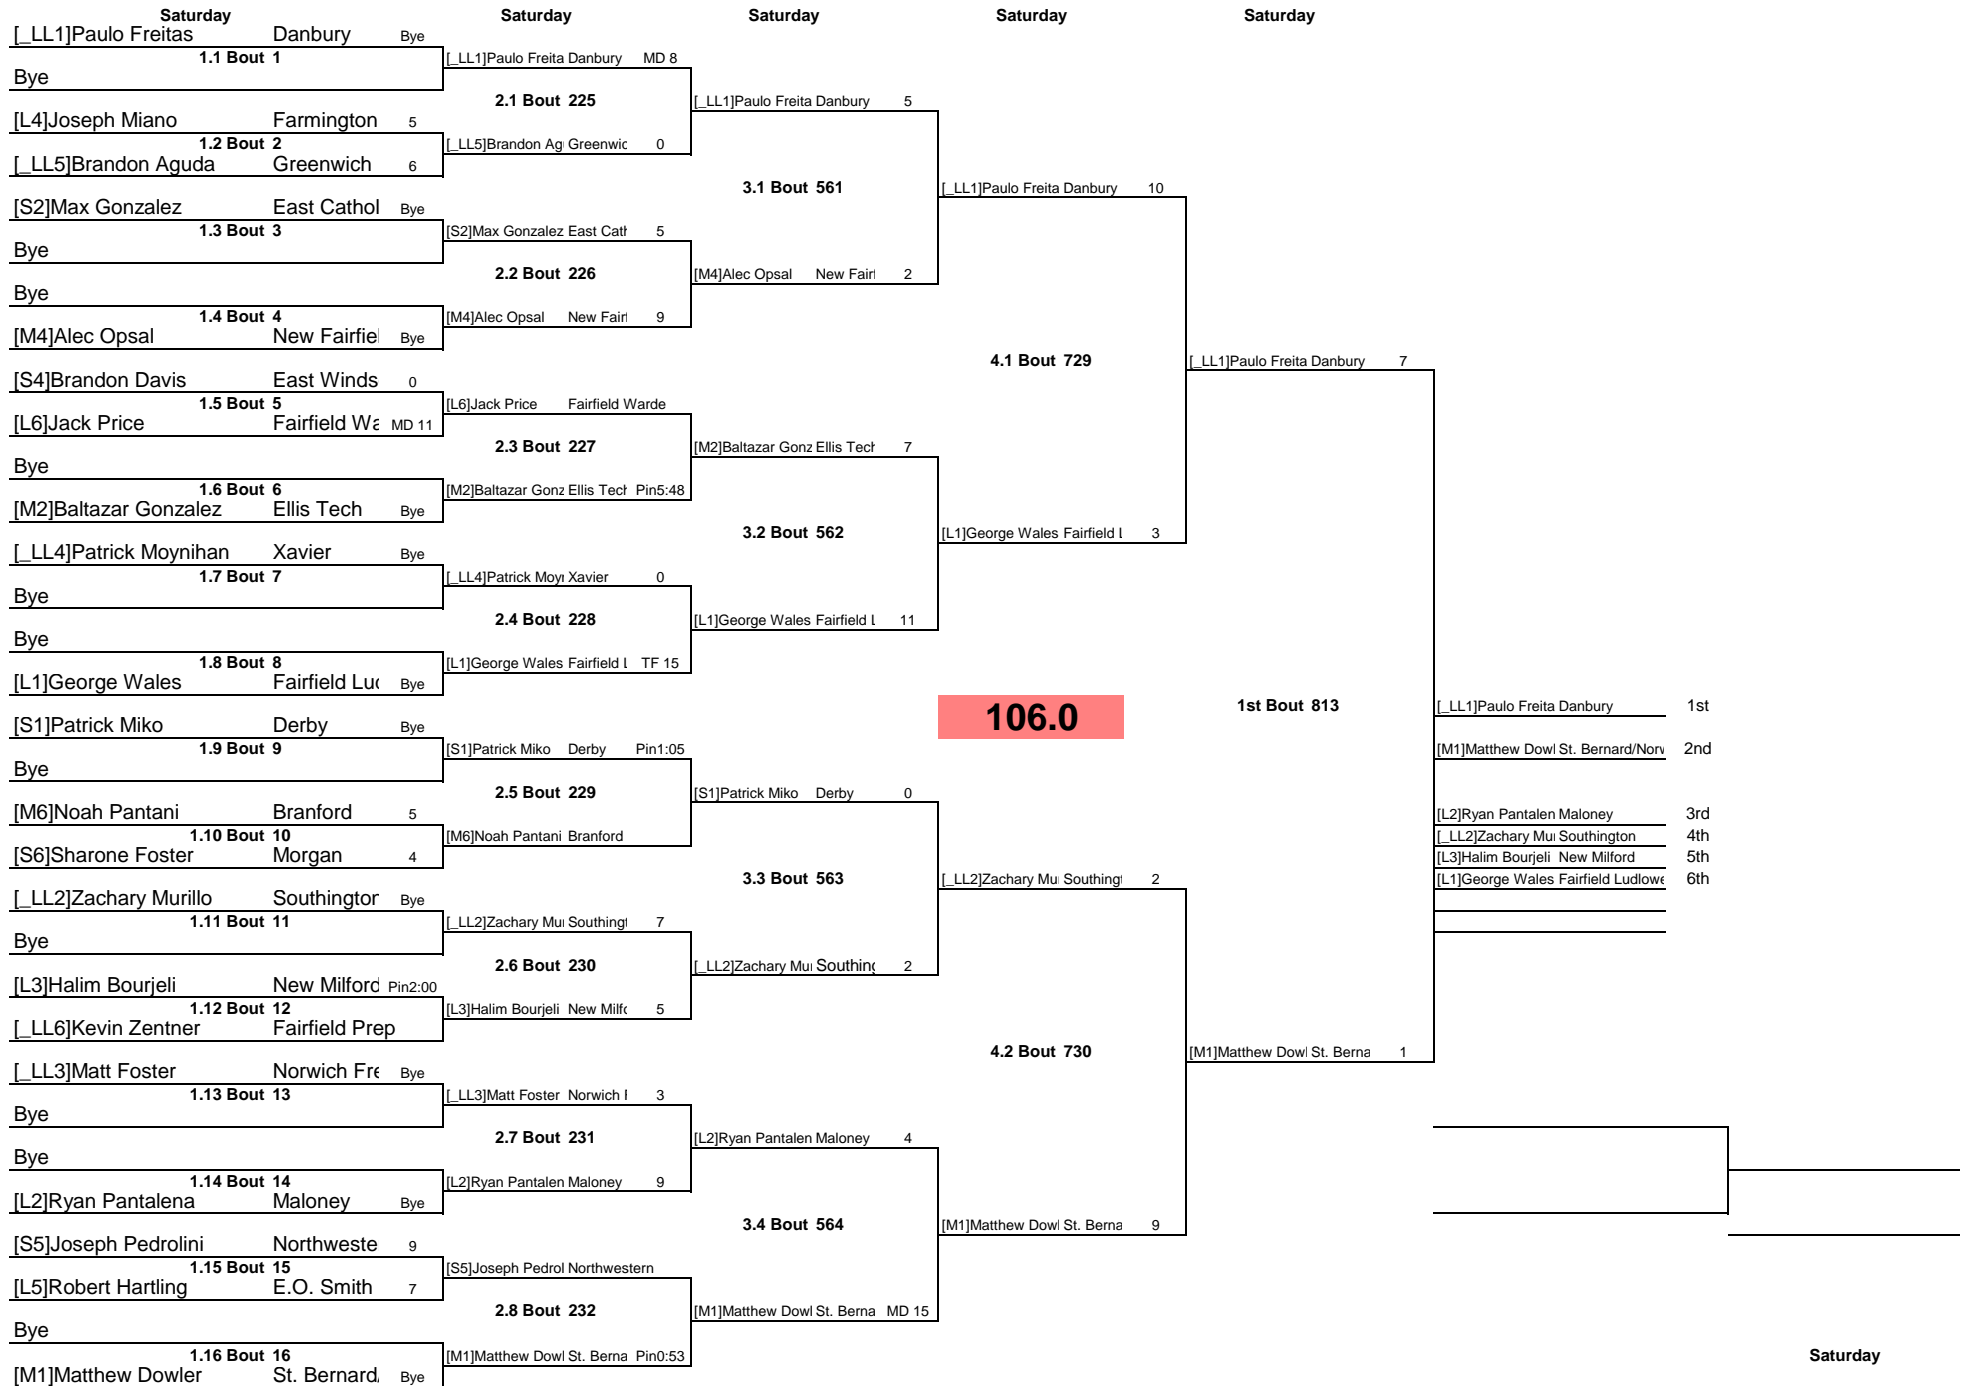 Saturday Saturday Saturday Saturday Saturday
[_LL1]Paulo Freitas Danbury Bye
1.1 Bout 1
Bye
[L4]Joseph Miano Farmington 5
1.2 Bout 2
[_LL5]Brandon Aguda Greenwich 6
[S2]Max Gonzalez East Cathol Bye
1.3 Bout 3
Bye
Bye
1.4 Bout 4
[M4]Alec Opsal New Fairfiel Bye
[S4]Brandon Davis East Winds 0
1.5 Bout 5
[L6]Jack Price Fairfield Wa MD 11
Bye
1.6 Bout 6
[M2]Baltazar Gonzalez Ellis Tech Bye
[_LL4]Patrick Moynihan Xavier Bye
1.7 Bout 7
Bye
Bye
1.8 Bout 8
[L1]George Wales Fairfield Luc Bye
[S1]Patrick Miko Derby Bye
1.9 Bout 9
Bye
[M6]Noah Pantani Branford 5
1.10 Bout 10
[S6]Sharone Foster Morgan 4
[_LL2]Zachary Murillo Southington Bye
1.11 Bout 11
Bye
[L3]Halim Bourjeli New Milford Pin2:00
1.12 Bout 12
[_LL6]Kevin Zentner Fairfield Prep
[_LL3]Matt Foster Norwich Fre Bye
1.13 Bout 13
Bye
Bye
1.14 Bout 14
[L2]Ryan Pantalena Maloney Bye
[S5]Joseph Pedrolini Northweste 9
1.15 Bout 15
[L5]Robert Hartling E.O. Smith 7
Bye
1.16 Bout 16
[M1]Matthew Dowler St. Bernard/ Bye
[_LL1]Paulo Freita Danbury MD 8
2.1 Bout 225
[_LL5]Brandon Ag Greenwic 0
[S2]Max Gonzalez East Cath 5
2.2 Bout 226
[M4]Alec Opsal New Fairf 9
[L6]Jack Price Fairfield Warde
2.3 Bout 227
[M2]Baltazar Gonz Ellis Tech Pin5:48
[_LL4]Patrick Moyn Xavier 0
2.4 Bout 228
[L1]George Wales Fairfield L TF 15
[S1]Patrick Miko Derby Pin1:05
2.5 Bout 229
[M6]Noah Pantani Branford
[_LL2]Zachary Mur Southingt 7
2.6 Bout 230
[L3]Halim Bourjeli New Milfo 5
[_LL3]Matt Foster Norwich F 3
2.7 Bout 231
[L2]Ryan Pantalen Maloney 9
[S5]Joseph Pedrol Northwestern
2.8 Bout 232
[M1]Matthew Dowl St. Berna Pin0:53
[_LL1]Paulo Freita Danbury 5
3.1 Bout 561
[M4]Alec Opsal New Fairf 2
[M2]Baltazar Gonz Ellis Tech 7
3.2 Bout 562
[L1]George Wales Fairfield L 11
[S1]Patrick Miko Derby 0
3.3 Bout 563
[_LL2]Zachary Mur Southing 2
[L2]Ryan Pantalen Maloney 4
3.4 Bout 564
[M1]Matthew Dowl St. Berna MD 15
[_LL1]Paulo Freita Danbury 10
4.1 Bout 729
[L1]George Wales Fairfield L 3
106.0
[_LL2]Zachary Mur Southingt 2
4.2 Bout 730
[M1]Matthew Dowl St. Berna 9
[_LL1]Paulo Freita Danbury 7
1st Bout 813
[M1]Matthew Dowl St. Berna 1
[_LL1]Paulo Freita Danbury 1st
[M1]Matthew Dowl St. Bernard/Norw 2nd
[L2]Ryan Pantalen Maloney 3rd
[_LL2]Zachary Mur Southington 4th
[L3]Halim Bourjeli New Milford 5th
[L1]George Wales Fairfield Ludlowe 6th
Saturday